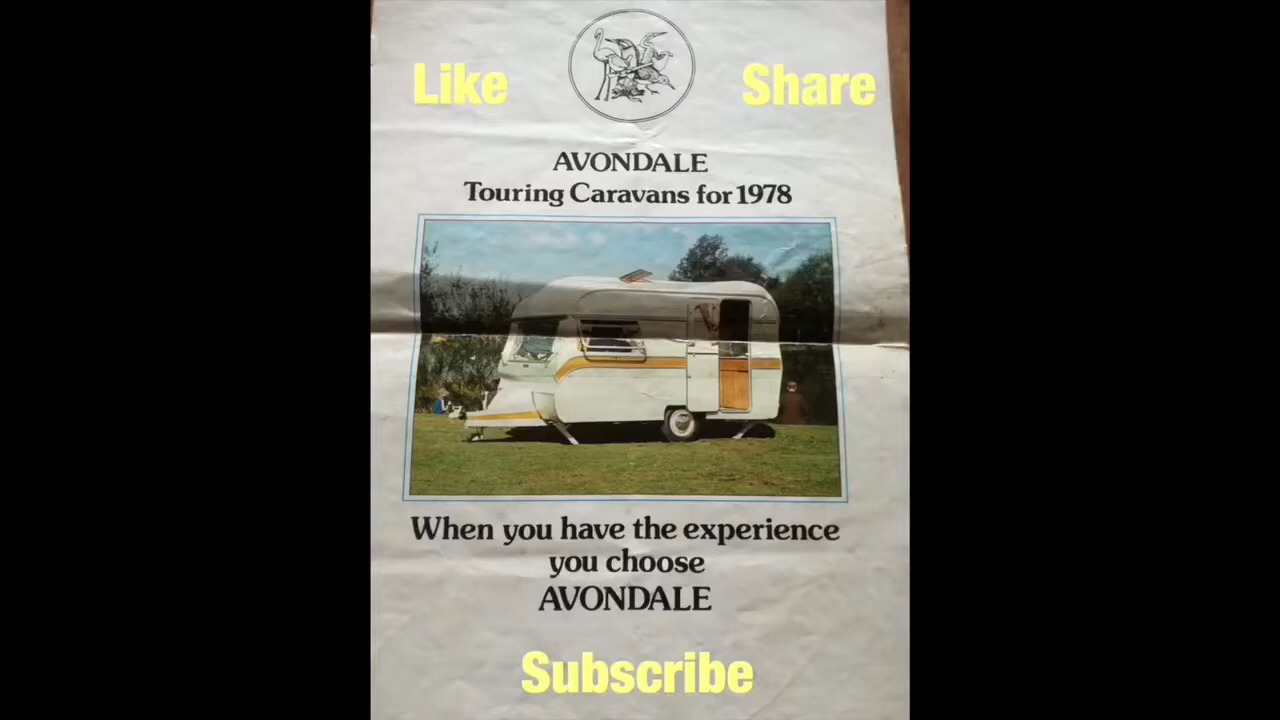 Like
Share
AVONDALE
Touring Caravans for 1978
When you have the experience
you choose
AVONDALE
Subscribe